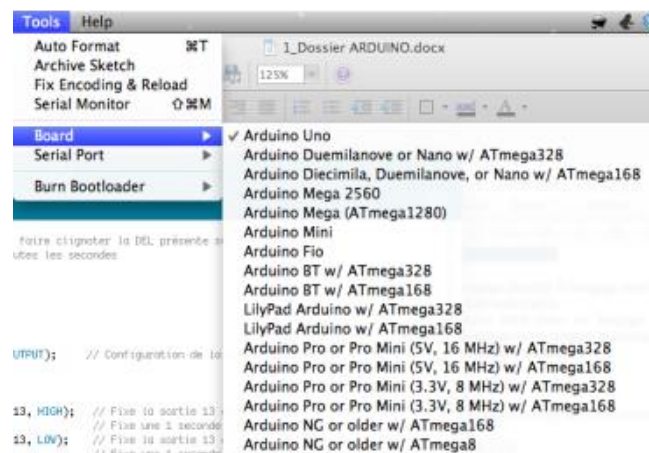 Tools Help
Auto Format ⌘T
Archive Sketch
Fix Encoding & Reload
Serial Monitor ⇧⌘M
Board
Serial Port
Burn Bootloader
1_Dossier ARDUINO.docx
125%
✓ Arduino Uno
Arduino Duemilanove or Nano w/ ATmega328
Arduino Diecimila, Duemilanove, or Nano w/ ATmega168
Arduino Mega 2560
Arduino Mega (ATmega1280)
Arduino Mini
Arduino Fio
Arduino BT w/ ATmega328
Arduino BT w/ ATmega168
LilyPad Arduino w/ ATmega328
LilyPad Arduino w/ ATmega168
Arduino Pro or Pro Mini (5V, 16 MHz) w/ ATmega328
Arduino Pro or Pro Mini (5V, 16 MHz) w/ ATmega168
Arduino Pro or Pro Mini (3.3V, 8 MHz) w/ ATmega328
Arduino Pro or Pro Mini (3.3V, 8 MHz) w/ ATmega168
Arduino NG or older w/ ATmega168
Arduino NG or older w/ ATmega8
faire clignoter la DEL présente
utes les secondes
UTPUT); // Configuration de la
13, HIGH); // Fixe la sortie 13
// Fixe une 1 seconde
13, LOW); // Fixe la sortie 13
// Fixe une 1 seconde